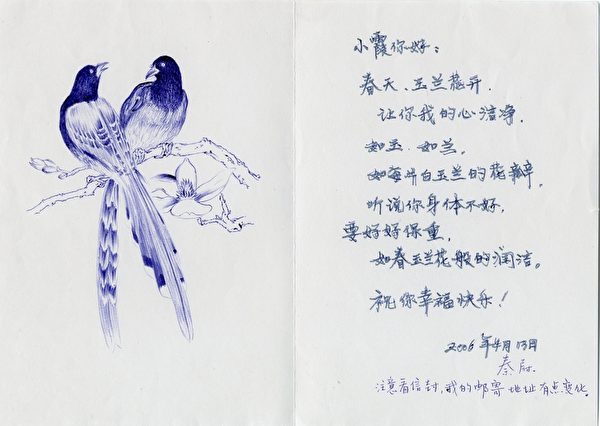 小霞你好：
春天、玉兰花开.
让你我的心洁净.
如玉.如兰.
如每片白玉兰的花瓣.
听说你身体不好.
要好好保重.
如春玉兰花般的润洁。
祝你幸福快乐！
2006年4月13日
秦尉.
注意看信封,我的邮寄地址有点变化.